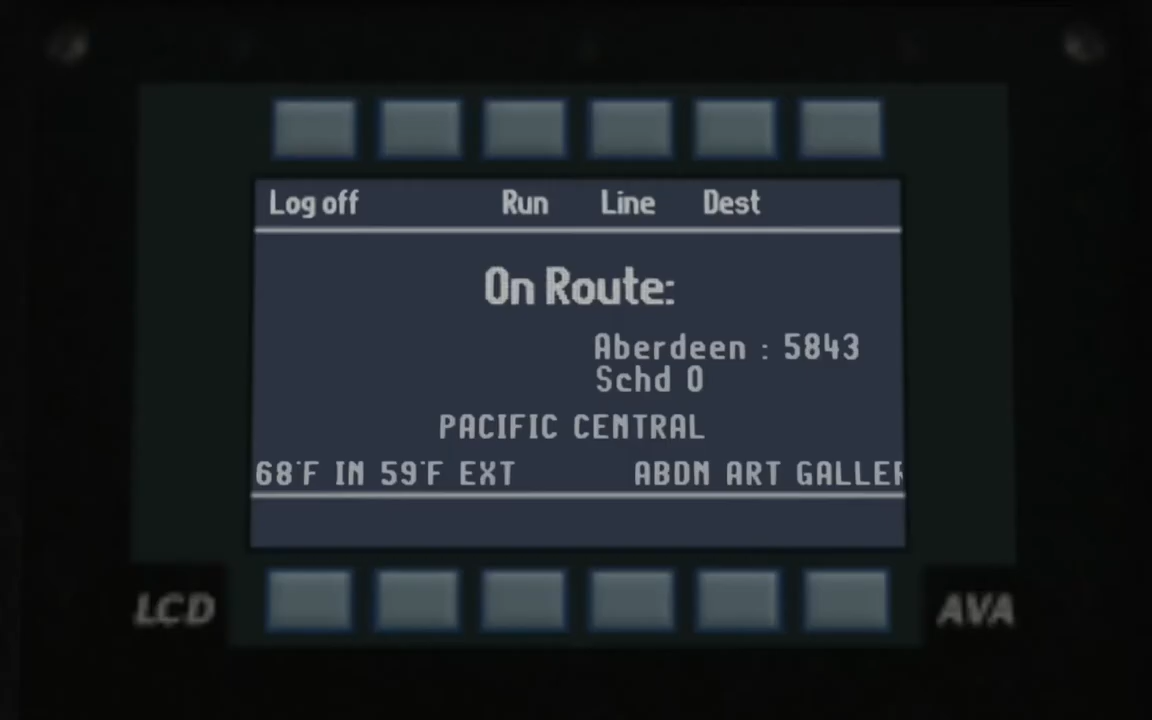 Log off Run Line Dest
On Route:
Aberdeen : 5843
Schd 0
PACIFIC CENTRAL
68°F IN 59°F EXT ABDN ART GALLER
LCD AVA